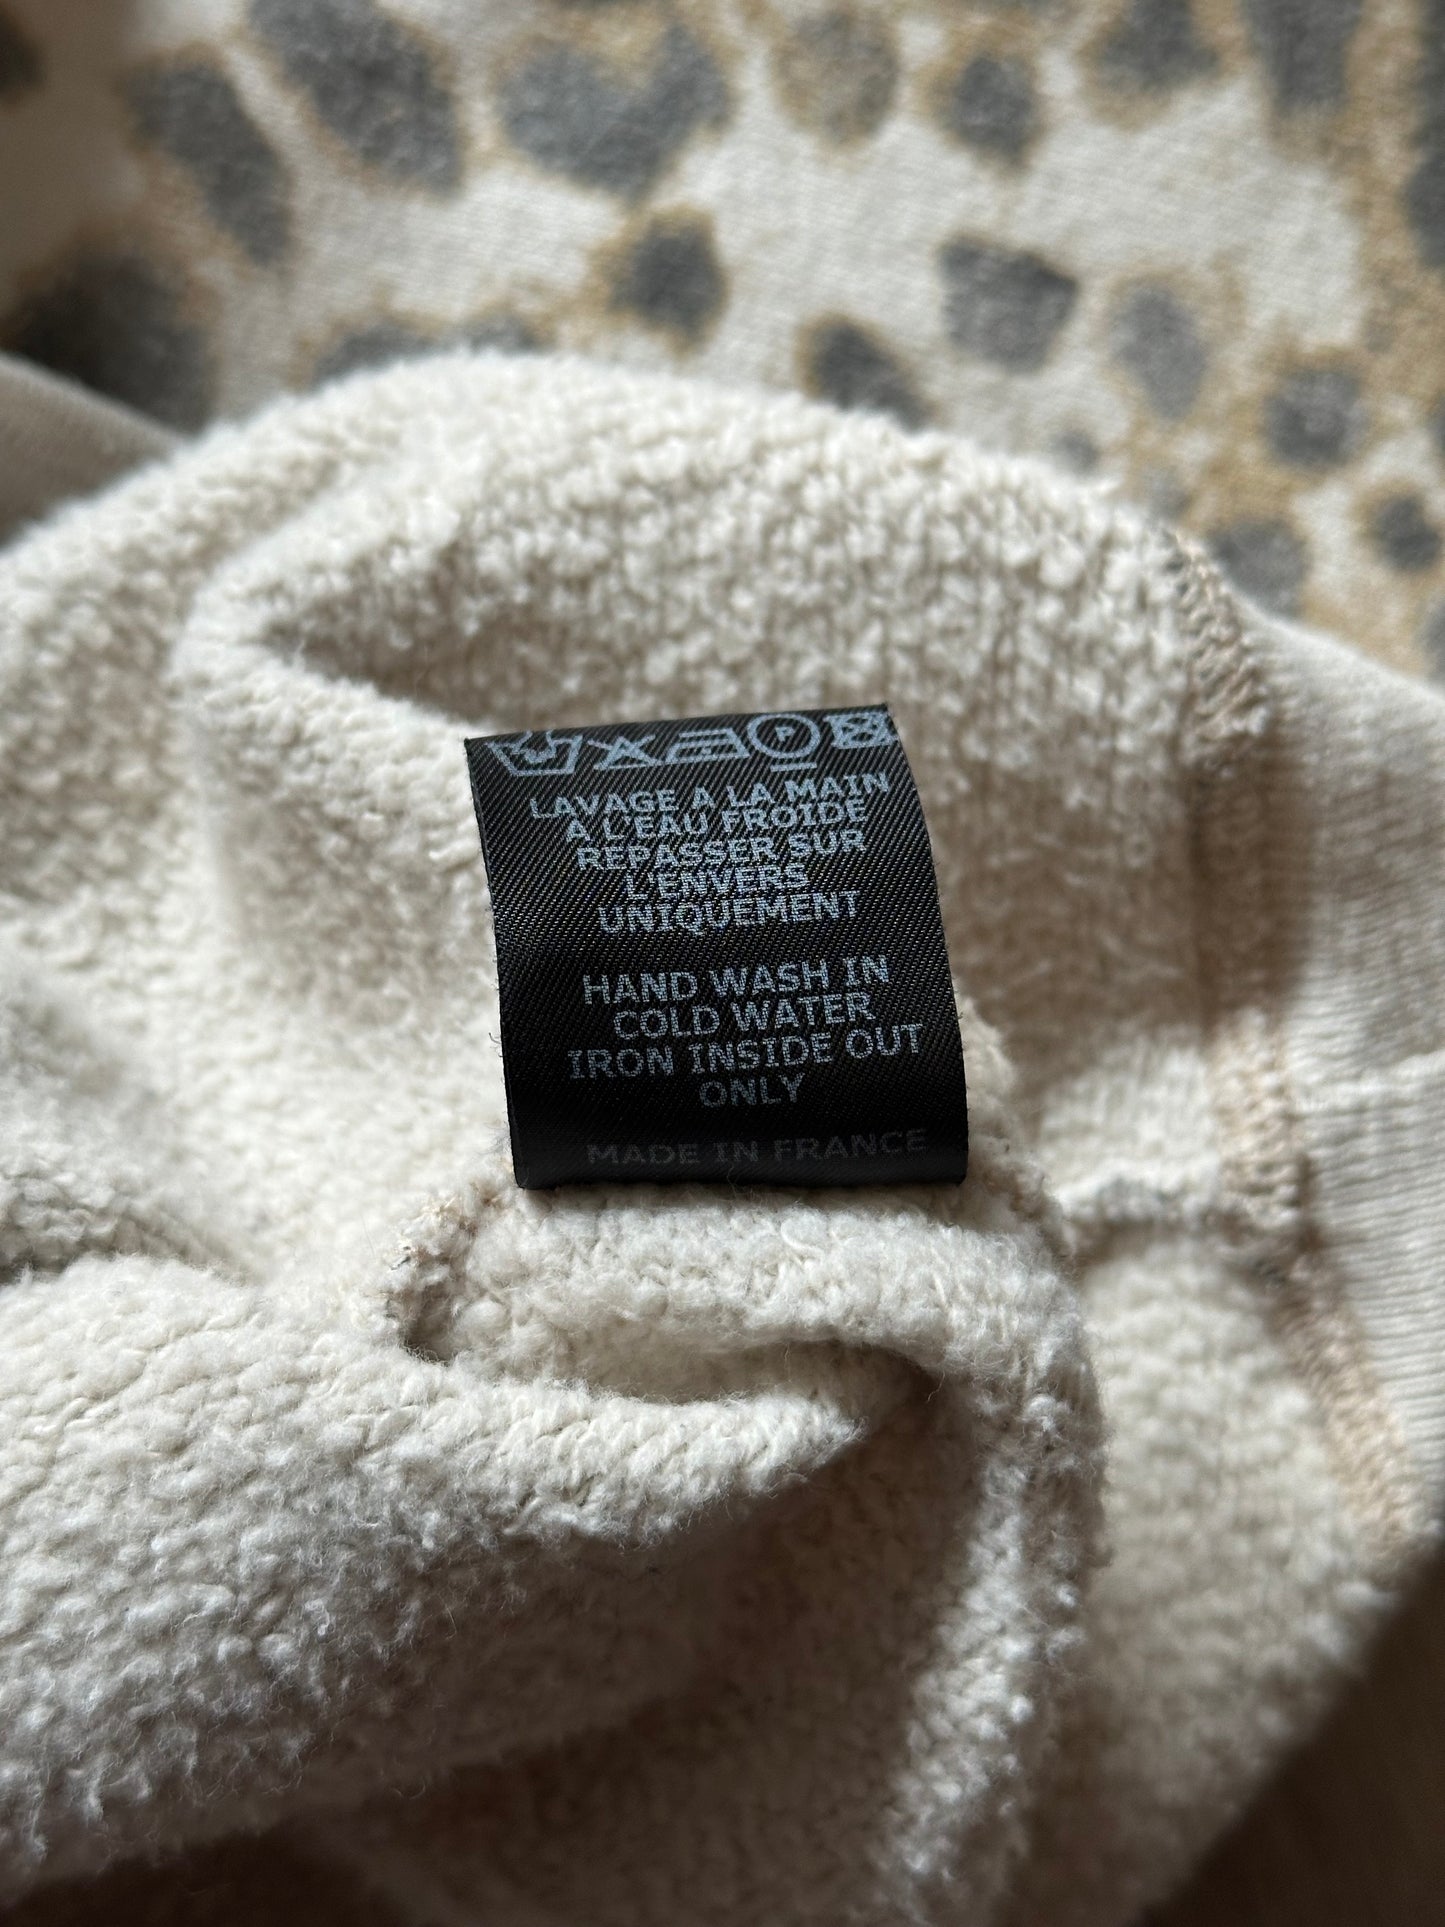 P
LAVAGE A LA MAIN
À L'EAU FROIDE
REPASSER SUR
L'ENVERS
UNIQUEMENT
HAND WASH IN
COLD WATER
IRON INSIDE OUT
ONLY
MADE IN FRANCE